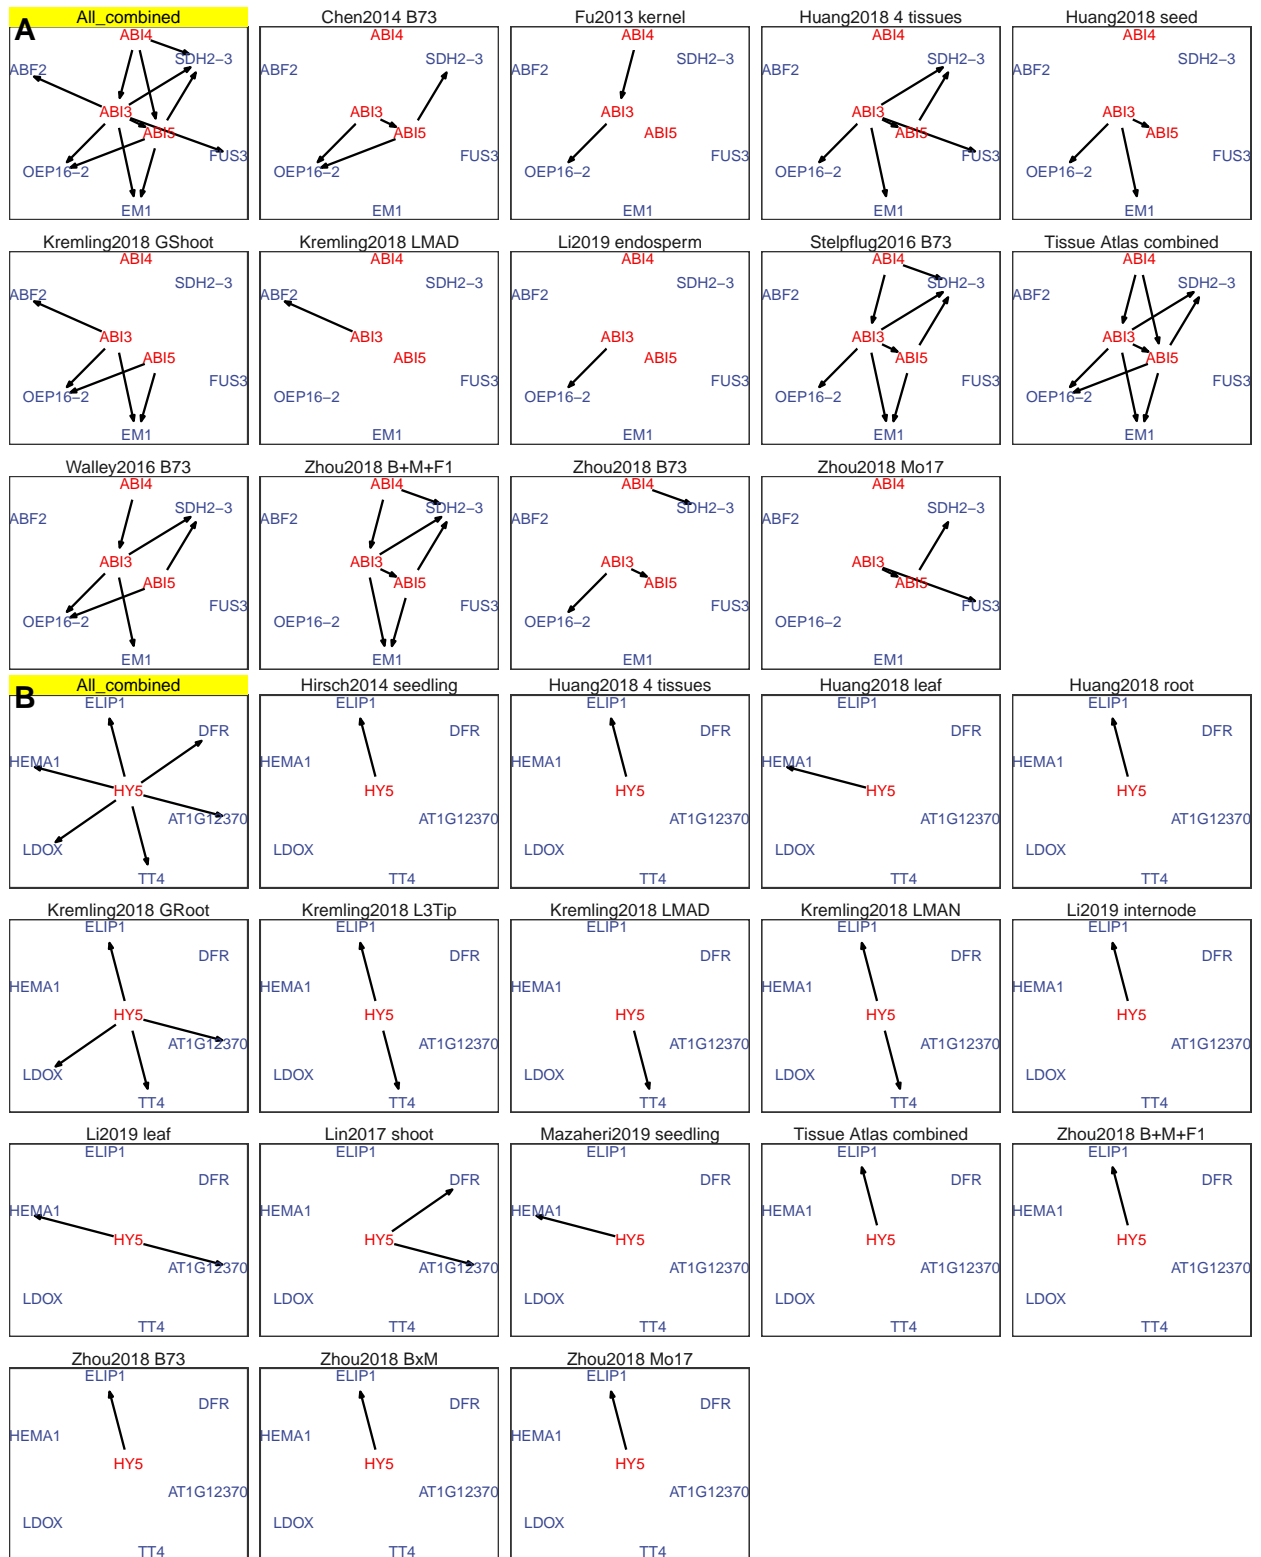 A
All_combined
ABI4
SDH2−3
ABF2
ABI3
ABI5
FUS3
OEP16−2
EM1
Chen2014 B73
ABI4
SDH2−3
ABF2
ABI3
ABI5
FUS3
OEP16−2
EM1
Fu2013 kernel
ABI4
SDH2−3
ABF2
ABI3
ABI5
FUS3
OEP16−2
EM1
Huang2018 4 tissues
ABI4
SDH2−3
ABF2
ABI3
ABI5
FUS3
OEP16−2
EM1
Huang2018 seed
ABI4
SDH2−3
ABF2
ABI3
ABI5
FUS3
OEP16−2
EM1
Kremling2018 GShoot
ABI4
SDH2−3
ABF2
ABI3
ABI5
FUS3
OEP16−2
EM1
Kremling2018 LMAD
ABI4
SDH2−3
ABF2
ABI3
ABI5
FUS3
OEP16−2
EM1
Li2019 endosperm
ABI4
SDH2−3
ABF2
ABI3
ABI5
FUS3
OEP16−2
EM1
Stelpflug2016 B73
ABI4
SDH2−3
ABF2
ABI3
ABI5
FUS3
OEP16−2
EM1
Tissue Atlas combined
ABI4
SDH2−3
ABF2
ABI3
ABI5
FUS3
OEP16−2
EM1
Walley2016 B73
ABI4
SDH2−3
ABF2
ABI3
ABI5
FUS3
OEP16−2
EM1
Zhou2018 B+M+F1
ABI4
SDH2−3
ABF2
ABI3
ABI5
FUS3
OEP16−2
EM1
Zhou2018 B73
ABI4
SDH2−3
ABF2
ABI3
ABI5
FUS3
OEP16−2
EM1
Zhou2018 Mo17
ABI4
SDH2−3
ABF2
ABI3
ABI5
FUS3
OEP16−2
EM1
B
All_combined
ELIP1
DFR
HEMA1
HY5
AT1G12370
LDOX
TT4
Hirsch2014 seedling
ELIP1
DFR
HEMA1
HY5
AT1G12370
LDOX
TT4
Huang2018 4 tissues
ELIP1
DFR
HEMA1
HY5
AT1G12370
LDOX
TT4
Huang2018 leaf
ELIP1
DFR
HEMA1
HY5
AT1G12370
LDOX
TT4
Huang2018 root
ELIP1
DFR
HEMA1
HY5
AT1G12370
LDOX
TT4
Kremling2018 GRoot
ELIP1
DFR
HEMA1
HY5
AT1G12370
LDOX
TT4
Kremling2018 L3Tip
ELIP1
DFR
HEMA1
HY5
AT1G12370
LDOX
TT4
Kremling2018 LMAD
ELIP1
DFR
HEMA1
HY5
AT1G12370
LDOX
TT4
Kremling2018 LMAN
ELIP1
DFR
HEMA1
HY5
AT1G12370
LDOX
TT4
Li2019 internode
ELIP1
DFR
HEMA1
HY5
AT1G12370
LDOX
TT4
Li2019 leaf
ELIP1
DFR
HEMA1
HY5
AT1G12370
LDOX
TT4
Lin2017 shoot
ELIP1
DFR
HEMA1
HY5
AT1G12370
LDOX
TT4
Mazaheri2019 seedling
ELIP1
DFR
HEMA1
HY5
AT1G12370
LDOX
TT4
Tissue Atlas combined
ELIP1
DFR
HEMA1
HY5
AT1G12370
LDOX
TT4
Zhou2018 B+M+F1
ELIP1
DFR
HEMA1
HY5
AT1G12370
LDOX
TT4
Zhou2018 B73
ELIP1
DFR
HEMA1
HY5
AT1G12370
LDOX
TT4
Zhou2018 BxM
ELIP1
DFR
HEMA1
HY5
AT1G12370
LDOX
TT4
Zhou2018 Mo17
ELIP1
DFR
HEMA1
HY5
AT1G12370
LDOX
TT4